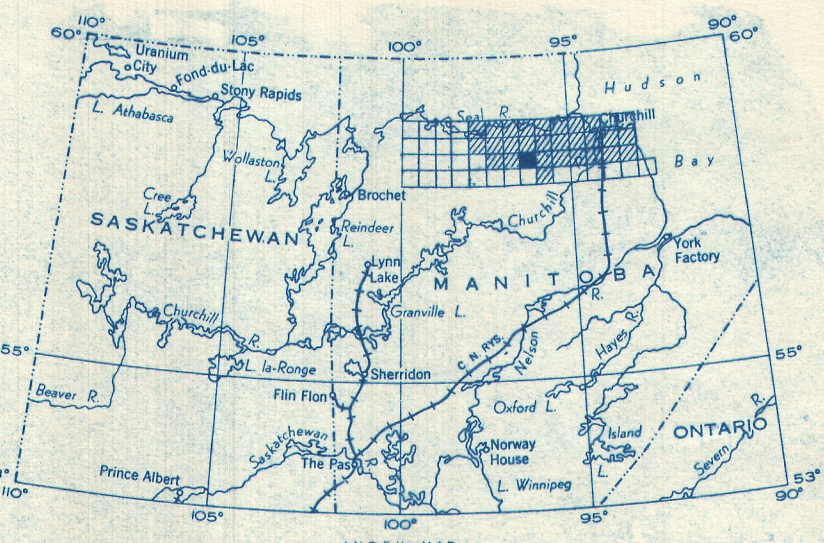 110°
60°
105°
100°
95°
90°
60°
Uranium
City
Fond-du-Lac
Stony Rapids
L. Athabasca
Hudson
Seal R.
Churchill
Bay
Wollaston
L.
Cree
L.
Brochet
SASKATCHEWAN
Reindeer
L.
Churchill
York
Factory
Lynn
Lake
MANITOBA
R.
Churchill
R.
Granville L.
C. N. RYS.
Nelson
Hayes R.
55°
L. la-Ronge
Sherridon
55°
Beaver R.
Flin Flon
Oxford L.
Island
L.
ONTARIO
R.
Severn
Saskatchewan
R.
The Pas
Norway
House
Prince Albert
L. Winnipeg
110°
105°
100°
95°
90°
53°